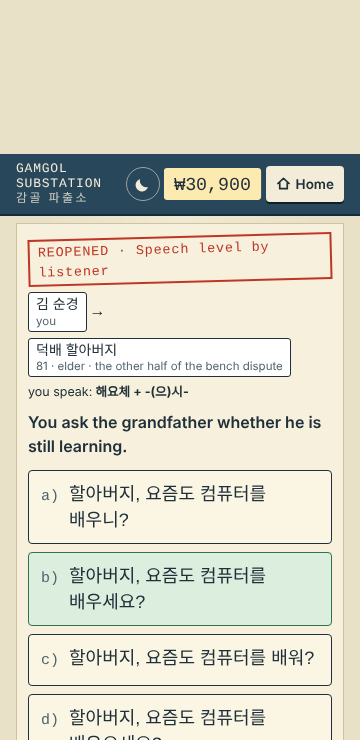 GAMGOL
SUBSTATION
감골 파출소
₩30,900
Home
REOPENED · Speech level by
listener
김 순경
you
→
덕배 할아버지
81 · elder · the other half of the bench dispute
you speak: 해요체 + -(으)시-
You ask the grandfather whether he is
still learning.
a) 할아버지, 요즘도 컴퓨터를
배우니?
b) 할아버지, 요즘도 컴퓨터를
배우세요?
c) 할아버지, 요즘도 컴퓨터를 배워?
d) 할아버지, 요즘도 컴퓨터를